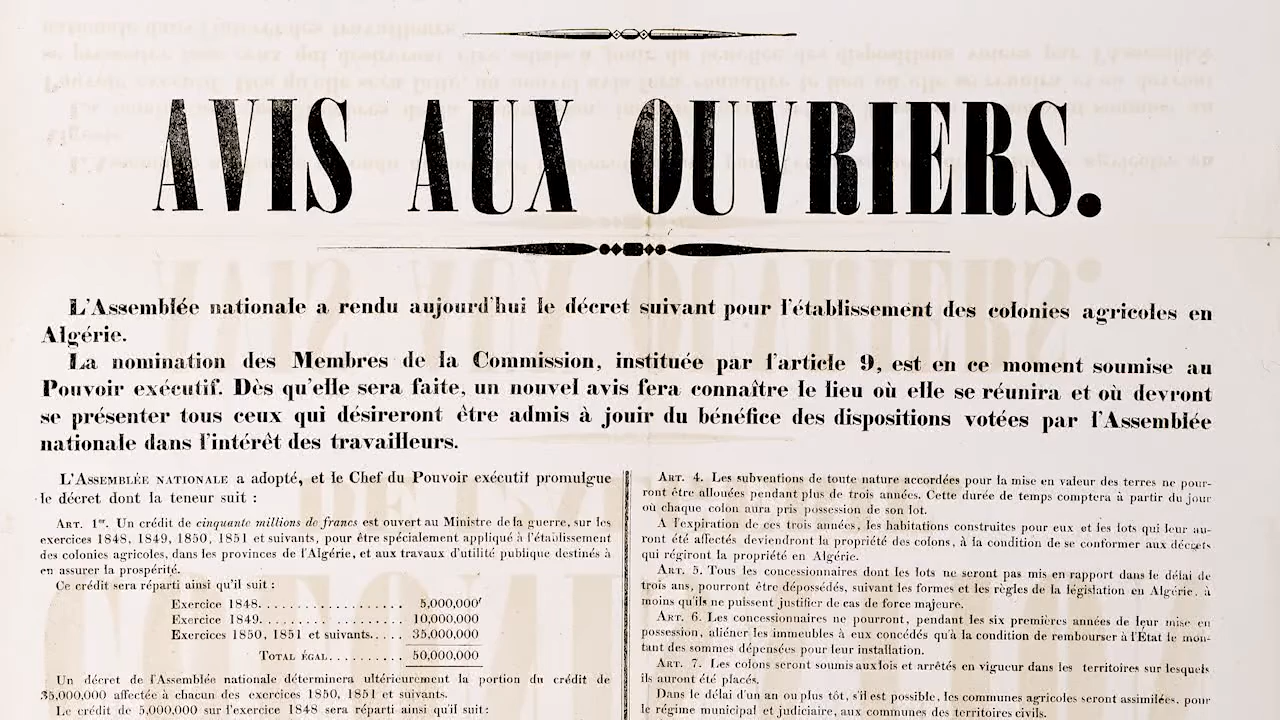 AVIS AUX OUVRIERS.
L'Assemblée nationale a rendu aujourd'hui le décret suivant pour l'établissement des colonies agricoles en
Algérie.
La nomination des Membres de la Commission, instituée par l'article 9, est en ce moment soumise au
Pouvoir exécutif. Dès qu'elle sera faite, un nouvel avis fera connaître le lieu où elle se réunira et où devront
se présenter tous ceux qui désireront être admis à jouir du bénéfice des dispositions votées par l'Assemblée
nationale dans l'intérêt des travailleurs.
L'ASSEMBLÉE NATIONALE a adopté, et le Chef du Pouvoir exécutif promulgue
le décret dont la teneur suit :
ART. 1er. Un crédit de cinquante millions de francs est ouvert au Ministre de la guerre, sur les
exercices 1848, 1849, 1850, 1851 et suivants, pour être spécialement appliqué à l'établissement
des colonies agricoles, dans les provinces de l'Algérie, et aux travaux d'utilité publique destinés à
en assurer la prospérité.
Ce crédit sera réparti ainsi qu'il suit :
Exercice 1848.................. 5,000,000f
Exercice 1849.................. 10,000,000
Exercices 1850, 1851 et suivants..... 35,000,000
TOTAL ÉGAL.......... 50,000,000
Un décret de l'Assemblée nationale déterminera ultérieurement la portion du crédit de
35,000,000 affectée à chacun des exercices 1850, 1851 et suivants.
Le crédit de 5,000,000 sur l'exercice 1848 sera réparti ainsi qu'il suit :
ART. 4. Les subventions de toute nature accordées pour la mise en valeur des terres ne pour-
ront être allouées pendant plus de trois années. Cette durée de temps comptera à partir du jour
où chaque colon aura pris possession de son lot.
A l'expiration de ces trois années, les habitations construites pour eux et les lots qui leur au-
ront été affectés deviendront la propriété des colons, à la condition de se conformer aux décrets
qui régiront la propriété en Algérie.
ART. 5. Tous les concessionnaires dont les lots ne seront pas mis en rapport dans le délai de
trois ans, pourront être dépossédés, suivant les formes et les règles de la législation en Algérie, à
moins qu'ils ne puissent justifier de cas de force majeure.
ART. 6. Les concessionnaires ne pourront, pendant les six premières années de leur mise en
possession, aliéner les immeubles à eux concédés qu'à la condition de rembourser à l'État le mon-
tant des sommes dépensées pour leur installation.
ART. 7. Les colons seront soumis aux lois et arrêtés en vigueur dans les territoires sur lesquels
ils auront été placés.
Dans le délai d'un an ou plus tôt, s'il est possible, les communes agricoles seront assimilées, pour
le régime municipal et judiciaire, aux communes des territoires civils.